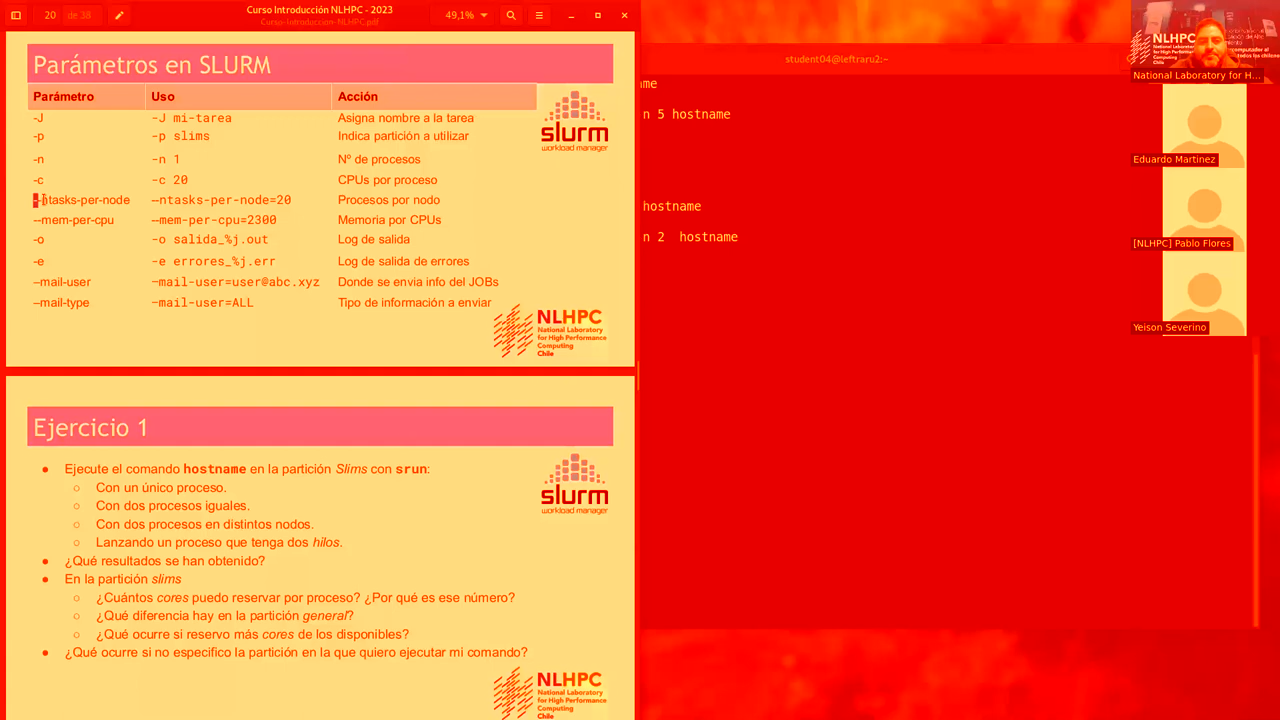 20 de 38
Curso Introducción NLHPC - 2023
Curso-Introduccion-NLHPC.pdf
49,1%
Parámetros en SLURM
Parámetro Uso Acción
-J -J mi-tarea Asigna nombre a la tarea
-p -p slims Indica partición a utilizar
-n -n 1 Nº de procesos
-c -c 20 CPUs por proceso
--ntasks-per-node --ntasks-per-node=20 Procesos por nodo
--mem-per-cpu --mem-per-cpu=2300 Memoria por CPUs
-o -o salida_%j.out Log de salida
-e -e errores_%j.err Log de salida de errores
–mail-user –mail-user=user@abc.xyz Donde se envia info del JOBs
–mail-type –mail-user=ALL Tipo de información a enviar
slurm
workload manager
NLHPC
National Laboratory
for High Performance
Computing
Chile
Ejercicio 1
● Ejecute el comando hostname en la partición Slims con srun:
○ Con un único proceso.
○ Con dos procesos iguales.
○ Con dos procesos en distintos nodos.
○ Lanzando un proceso que tenga dos hilos.
● ¿Qué resultados se han obtenido?
● En la partición slims
○ ¿Cuántos cores puedo reservar por proceso? ¿Por qué es ese número?
○ ¿Qué diferencia hay en la partición general?
○ ¿Qué ocurre si reservo más cores de los disponibles?
● ¿Qué ocurre si no especifico la partición en la que quiero ejecutar mi comando?
slurm
workload manager
NLHPC
National Laboratory
for High Performance
Computing
Chile
student04@leftraru2:~
ame
n 5 hostname
hostname
n 2 hostname
NLHPC
National Laboratory for H...
Eduardo Martinez
[NLHPC] Pablo Flores
Yeison Severino